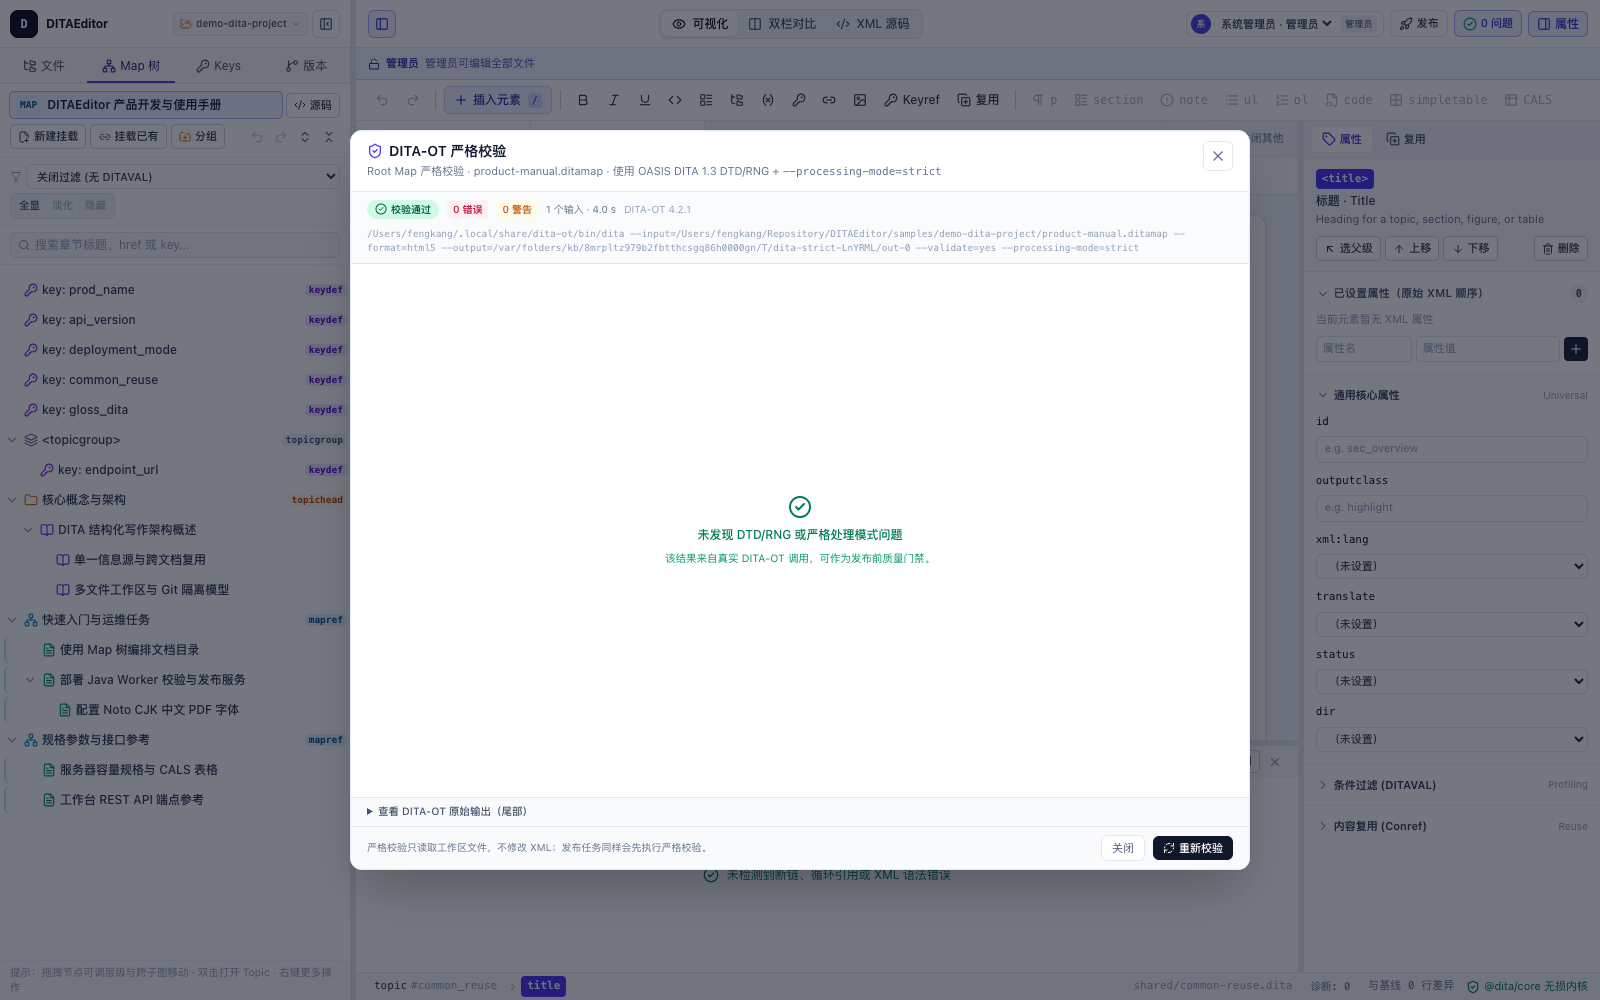 D DITAEditor demo-dita-project
可视化 双栏对比 XML 源码
系 系统管理员 · 管理员 管理员 发布 0 问题 属性
文件 Map 树 Keys 版本
管理员 管理员可编辑全部文件
MAP DITAEditor 产品开发与使用手册 源码
插入元素 / B I U Keyref 复用 p section note ul ol code simpletable CALS
新建挂载 挂载已有 分组
关闭过滤 (无 DITAVAL)
全显 淡化 隐藏
搜索章节标题、href 或 key...
key: prod_name keydef
key: api_version keydef
key: deployment_mode keydef
key: common_reuse keydef
key: gloss_dita keydef
<topicgroup> topicgroup
key: endpoint_url keydef
核心概念与架构 topichead
DITA 结构化写作架构概述
单一信息源与跨文档复用
多文件工作区与 Git 隔离模型
快速入门与运维任务 mapref
使用 Map 树编排文档目录
部署 Java Worker 校验与发布服务
配置 Noto CJK 中文 PDF 字体
规格参数与接口参考 mapref
服务器容量规格与 CALS 表格
工作台 REST API 端点参考
提示：拖拽节点可调层级与跨子图移动 · 双击打开 Topic · 右键更多操
作
DITA-OT 严格校验
Root Map 严格校验 · product-manual.ditamap · 使用 OASIS DITA 1.3 DTD/RNG + --processing-mode=strict
校验通过 0 错误 0 警告 1 个输入 · 4.0 s DITA-OT 4.2.1
/Users/fengkang/.local/share/dita-ot/bin/dita --input=/Users/fengkang/Repository/DITAEditor/samples/demo-dita-project/product-manual.ditamap --
format=html5 --output=/var/folders/kb/8mrpltz979b2fbtthcsgq86h0000gn/T/dita-strict-LnYRML/out-0 --validate=yes --processing-mode=strict
未发现 DTD/RNG 或严格处理模式问题
该结果来自真实 DITA-OT 调用，可作为发布前质量门禁。
查看 DITA-OT 原始输出（尾部）
严格校验只读取工作区文件，不修改 XML；发布任务同样会先执行严格校验。
关闭 重新校验
未检测到断链、循环引用或 XML 语法错误
闭其他
属性 复用
<title>
标题 · Title
Heading for a topic, section, figure, or table
选父级 上移 下移 删除
已设置属性（原始 XML 顺序） 0
当前元素暂无 XML 属性
属性名 属性值
通用核心属性 Universal
id
e.g. sec_overview
outputclass
e.g. highlight
xml:lang
（未设置）
translate
（未设置）
status
（未设置）
dir
（未设置）
条件过滤 (DITAVAL) Profiling
内容复用 (Conref) Reuse
topic #common_reuse title shared/common-reuse.dita 诊断: 0 与基线 0 行差异 @dita/core 无损内核